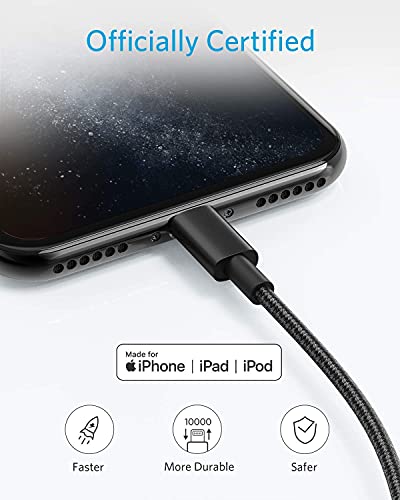 Officially Certified
Made for
iPhone | iPad | iPod
10000
Faster
More Durable
Safer